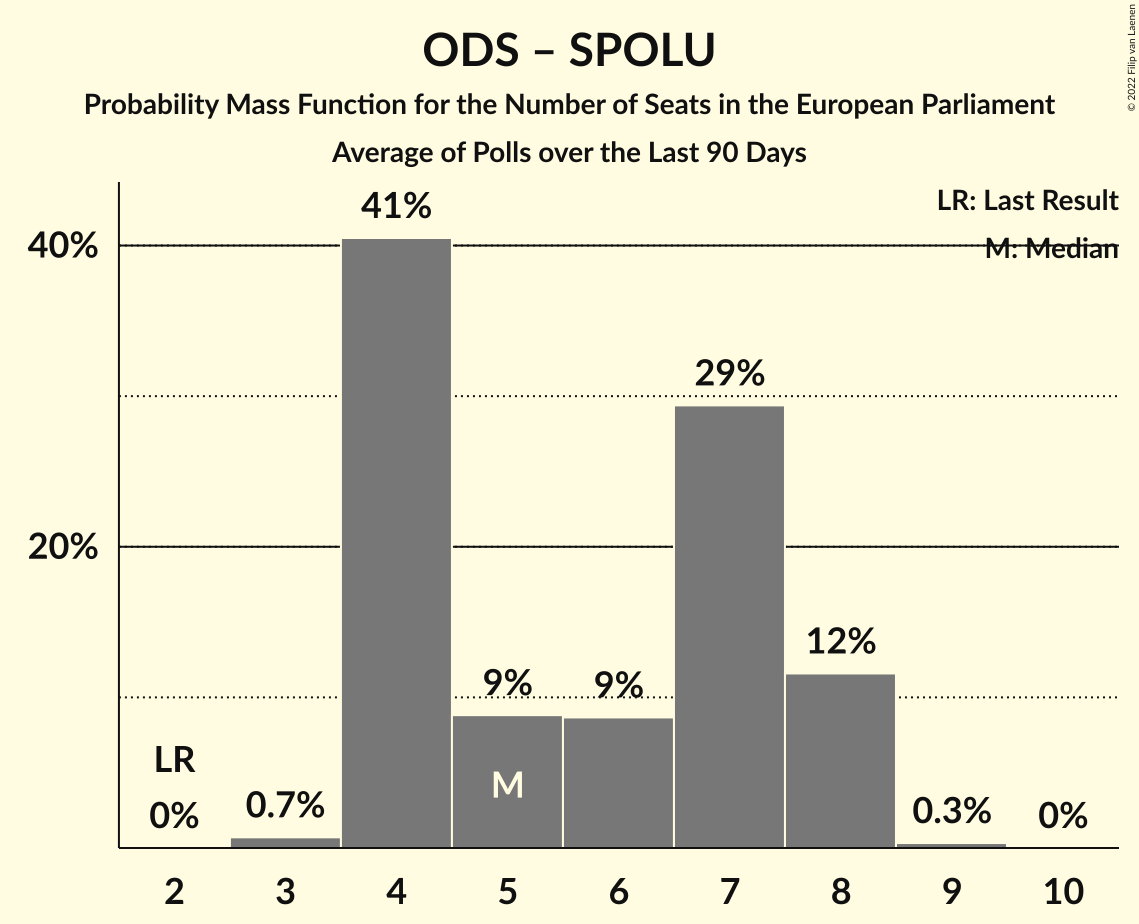 ODS – SPOLU
Probability Mass Function for the Number of Seats in the European Parliament
Average of Polls over the Last 90 Days
© 2022 Filip van Laenen
LR: Last Result
M: Median
40%
20%
41%
29%
12%
9%
9%
LR
0%
0.7%
M
0.3%
0%
2 3 4 5 6 7 8 9 10